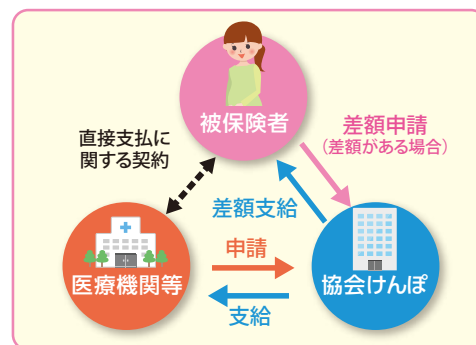 被保険者
直接支払に
関する契約
差額申請
(差額がある場合)
差額支給
申請
医療機関等
協会けんぽ
支給